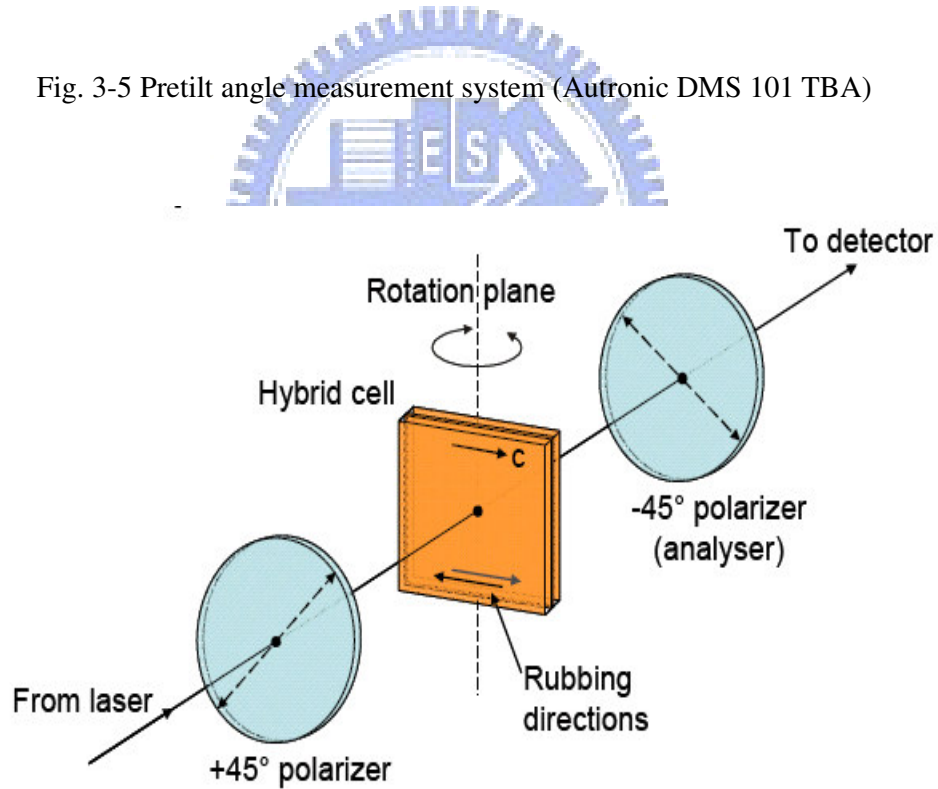 Fig. 3-5 Pretilt angle measurement system (Autronic DMS 101 TBA)
E S A
To detector
Rotation plane
Hybrid cell
c
-45° polarizer
(analyser)
Rubbing
directions
From laser
+45° polarizer